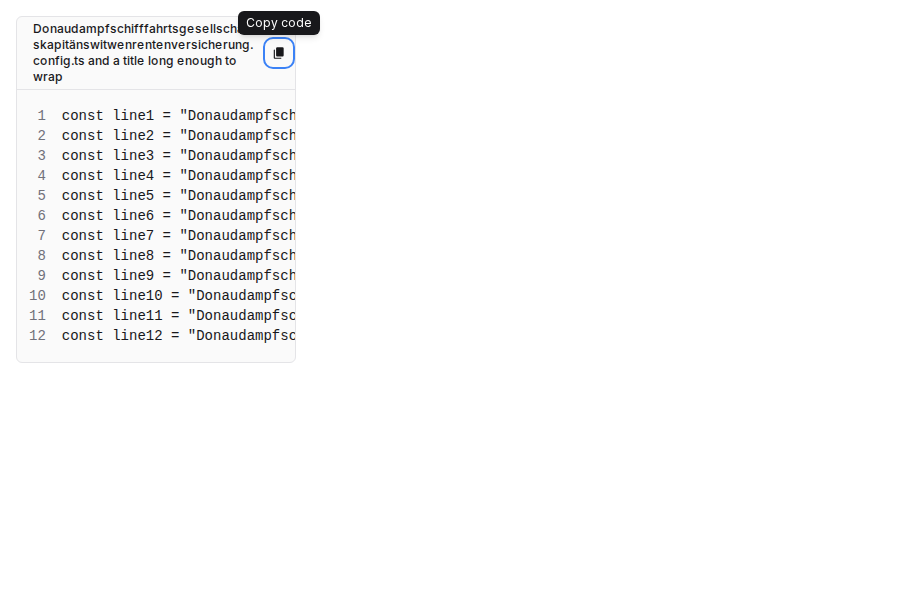 Copy code
Donaudampfschifffahrtsgesellsch
skapitänswitwenrentenversicherung.
config.ts and a title long enough to
wrap
1 const line1 = "Donaudampfsch
2 const line2 = "Donaudampfsch
3 const line3 = "Donaudampfsch
4 const line4 = "Donaudampfsch
5 const line5 = "Donaudampfsch
6 const line6 = "Donaudampfsch
7 const line7 = "Donaudampfsch
8 const line8 = "Donaudampfsch
9 const line9 = "Donaudampfsch
10 const line10 = "Donaudampfsc
11 const line11 = "Donaudampfsc
12 const line12 = "Donaudampfsc